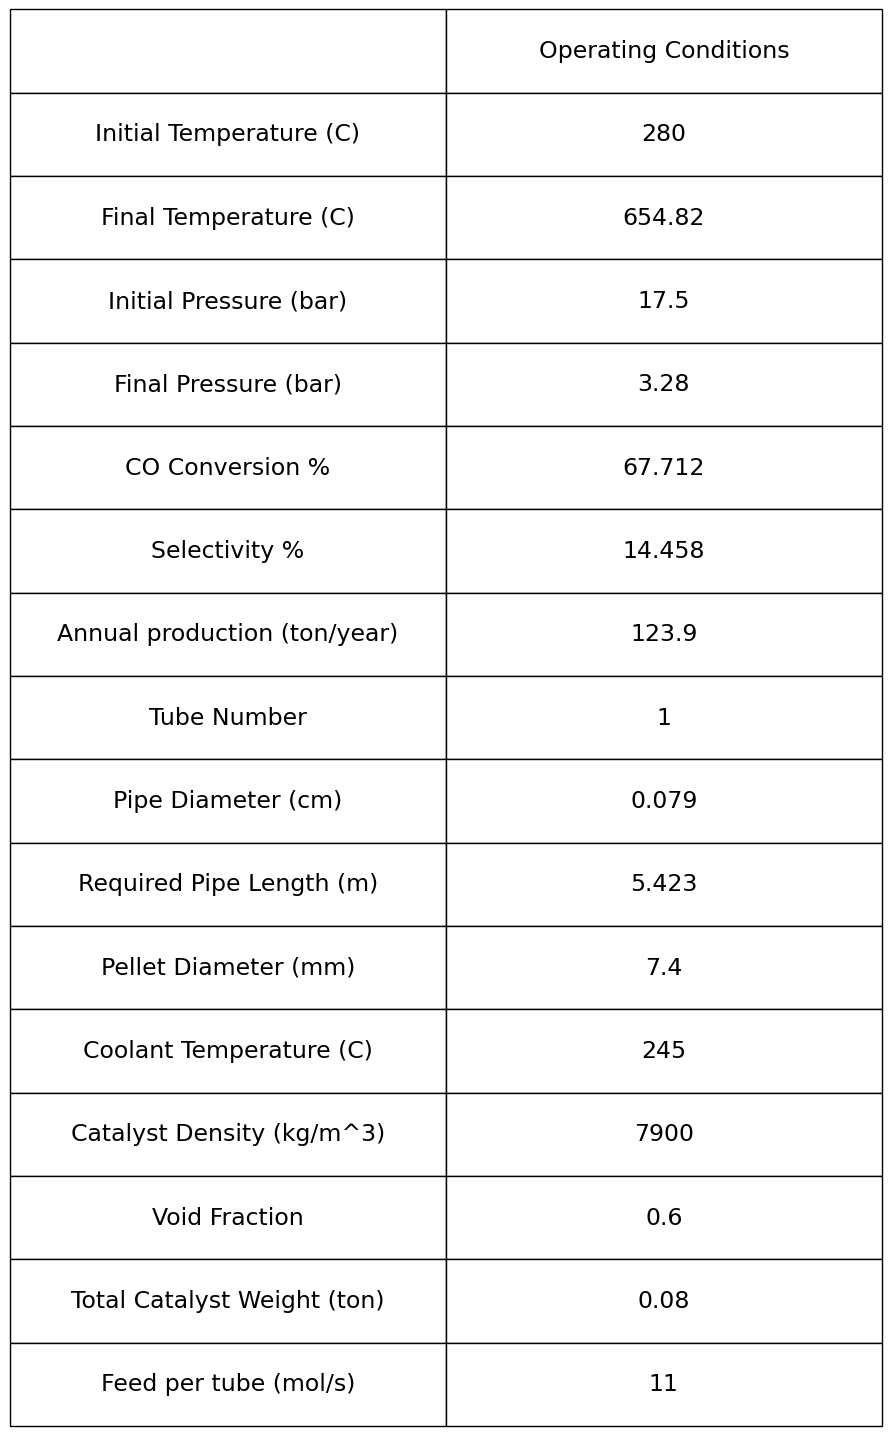 Operating Conditions
Initial Temperature (C) 280
Final Temperature (C) 654.82
Initial Pressure (bar) 17.5
Final Pressure (bar) 3.28
CO Conversion % 67.712
Selectivity % 14.458
Annual production (ton/year) 123.9
Tube Number 1
Pipe Diameter (cm) 0.079
Required Pipe Length (m) 5.423
Pellet Diameter (mm) 7.4
Coolant Temperature (C) 245
Catalyst Density (kg/m^3) 7900
Void Fraction 0.6
Total Catalyst Weight (ton) 0.08
Feed per tube (mol/s) 11